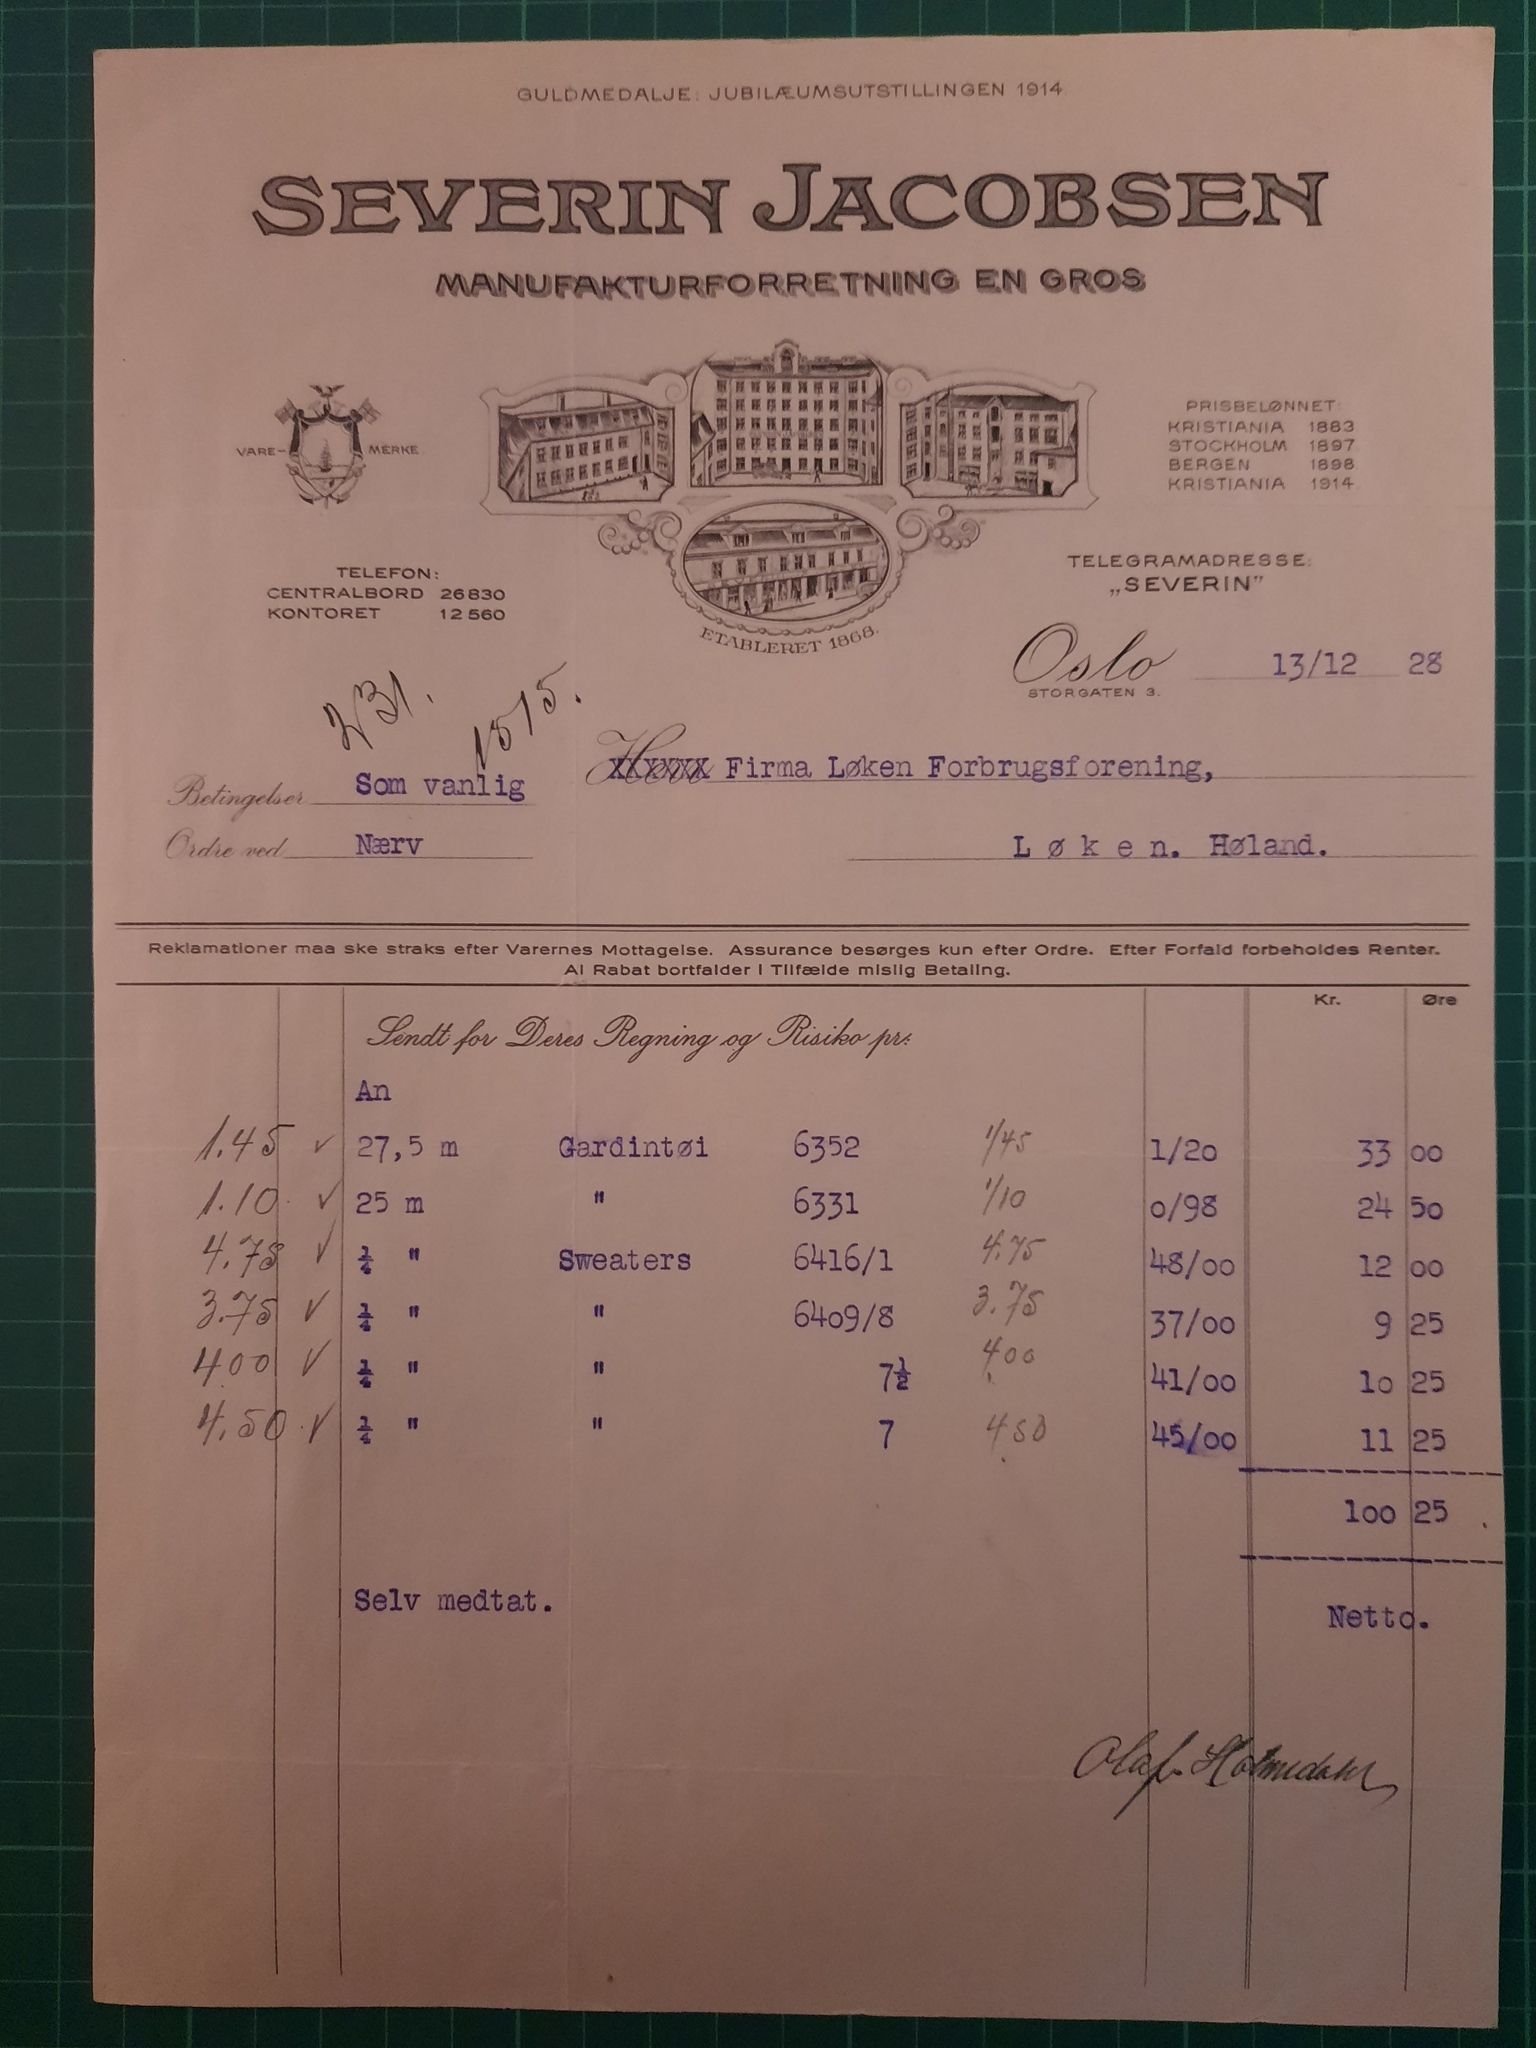 GULDMEDALJE: JUBILÆUMSUTSTILLINGEN 1914
SEVERIN JACOBSEN
MANUFAKTURFORRETNING EN GROS
VARE- MERKE
PRISBELØNNET:
KRISTIANIA 1883
STOCKHOLM 1897
BERGEN 1898
KRISTIANIA 1914
TELEFON:
CENTRALBORD 26830
KONTORET 12560
ETABLERET 1868.
TELEGRAMADRESSE:
„SEVERIN"
Oslo 13/12 28
STORGATEN 3.
231. 1515.
Betingelser Som vanlig
Herr XXXXXX Firma Løken Forbrugsforening,
Ordre ved Nærv
Løken. Høland.
Reklamationer maa ske straks efter Varernes Mottagelse. Assurance besørges kun efter Ordre. Efter Forfald forbeholdes Renter.
Al Rabat bortfalder i Tilfælde mislig Betaling.
Kr. Øre
Sendt for Deres Regning og Risiko pr:
An
1.45 ✓ 27,5 m Gardintøi 6352 1/45 1/20 33 00
1.10 ✓ 25 m " 6331 1/10 0/98 24 50
4.75 ✓ ¼ " Sweaters 6416/1 4.75 48/00 12 00
3.75 ✓ ¼ " " 6409/8 3.75 37/00 9 25
400 ✓ ¼ " " 7½ 400 41/00 10 25
4.50 ✓ ¼ " " 7 450 45/00 11 25
100 25
Selv medtat. Netto.
Olaf Holmedahl